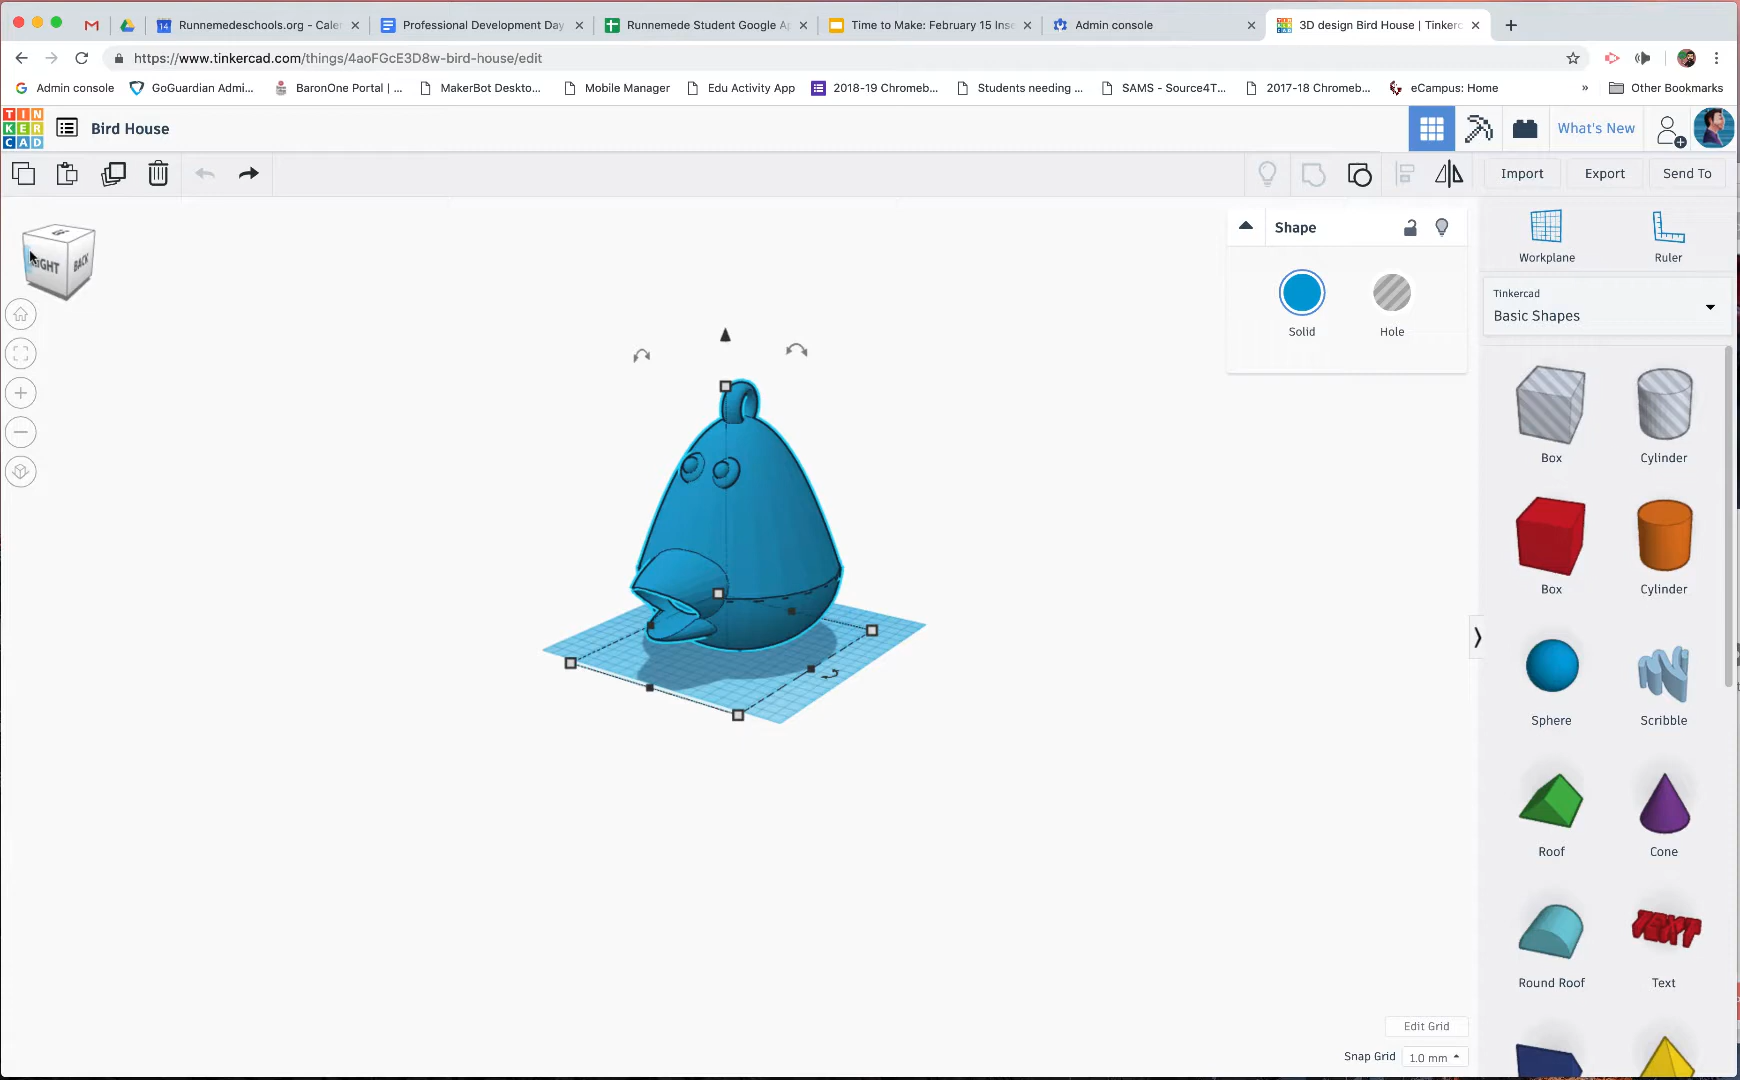 Runnemedeschools.org - Caler
Professional Development Day
Runnemede Student Google Ap
Time to Make: February 15 Inse
Admin console
3D design Bird House | Tinkerc
https://www.tinkercad.com/things/4aoFGcE3D8w-bird-house/edit
Admin console
GoGuardian Admi...
BaronOne Portal | ...
MakerBot Deskto...
Mobile Manager
Edu Activity App
2018-19 Chromeb...
Students needing ...
SAMS - Source4T...
2017-18 Chromeb...
eCampus: Home
»
Other Bookmarks
TIN
KER
CAD
Bird House
What's New
Import
Export
Send To
BACK
Shape
Solid
Hole
Workplane
Ruler
Tinkercad
Basic Shapes
Box
Cylinder
Box
Cylinder
Sphere
Scribble
Roof
Cone
Round Roof
TEXT
Text
Edit Grid
Snap Grid
1.0 mm